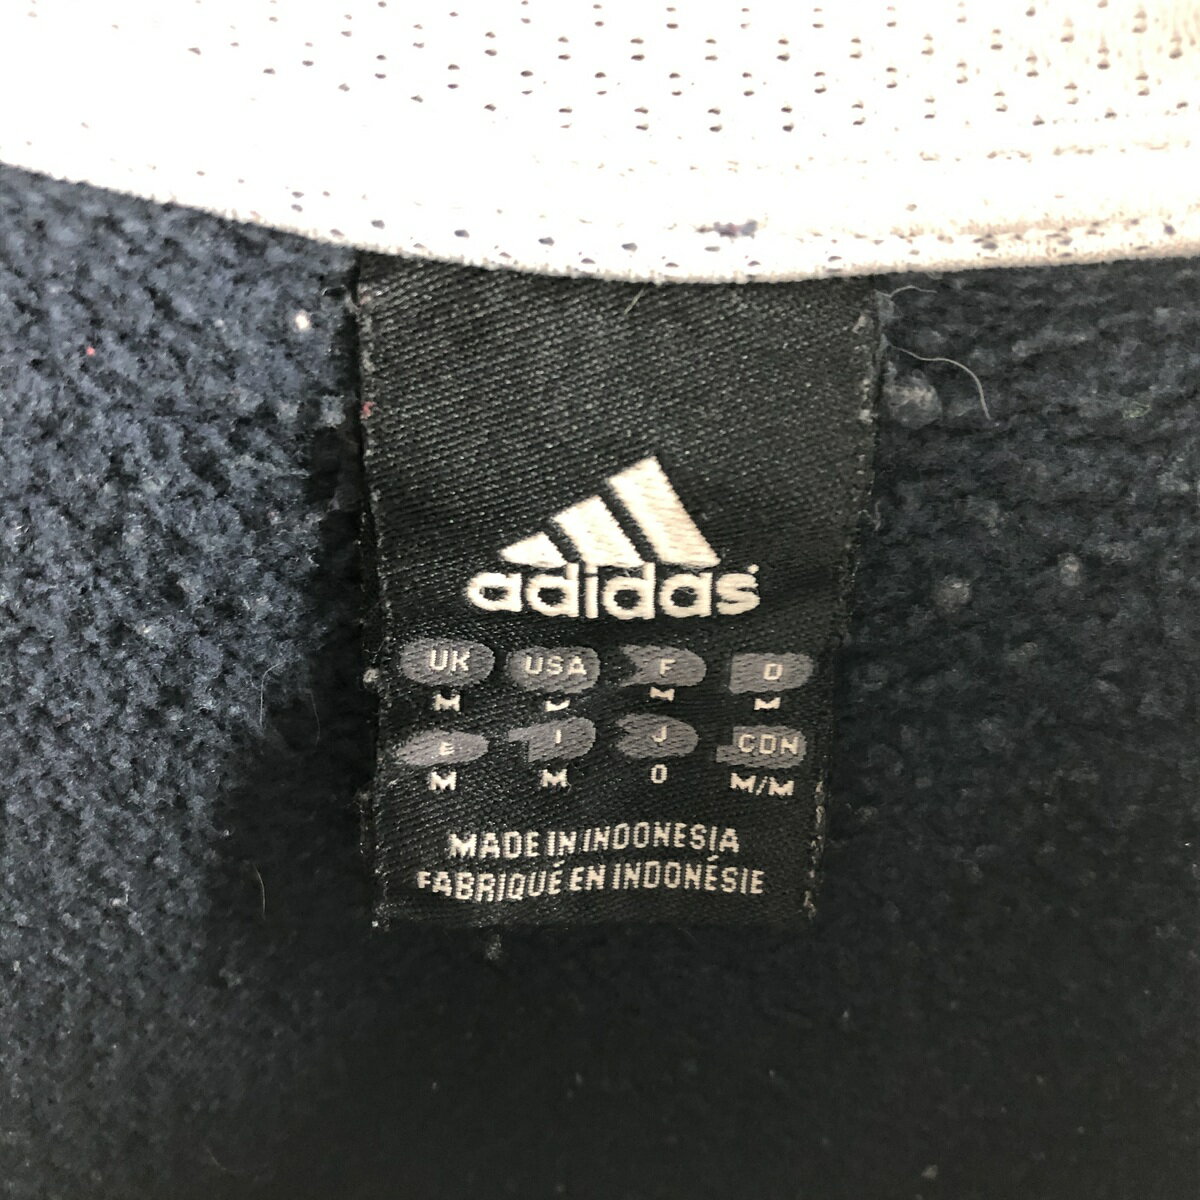 adidas
UK USA F D
M M M M
E I J CDN
M M O M/M
MADE IN INDONESIA
FABRIQUÉ EN INDONÉSIE